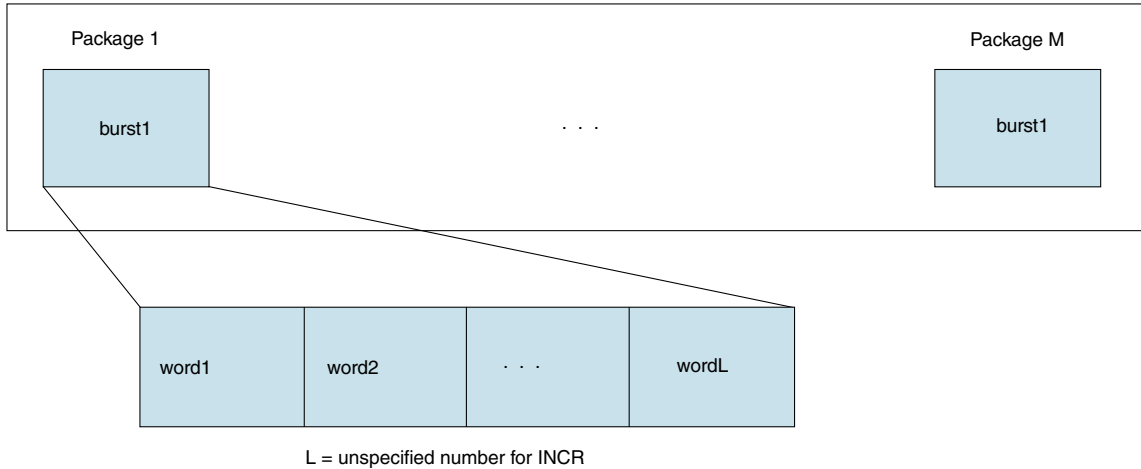 Package 1
Package M
burst1
. . .
burst1
word1
word2
. . .
wordL
L = unspecified number for INCR